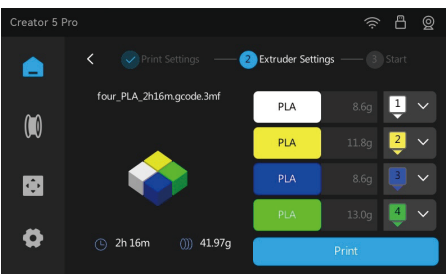 Creator 5 Pro
Print Settings 2 Extruder Settings 3 Start
four_PLA_2h16m.gcode.3mf
PLA 8.6g 1
PLA 11.8g 2
PLA 8.6g 3
PLA 13.0g 4
2h 16m 41.97g
Print